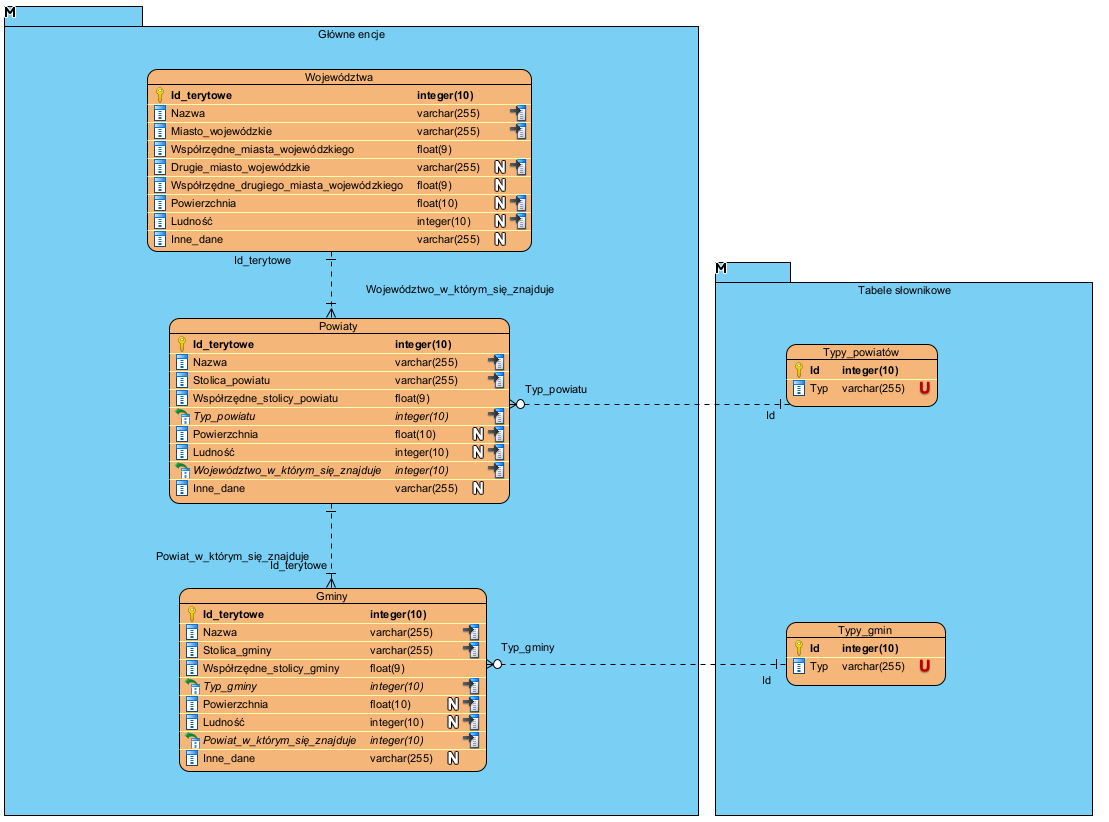 M
Główne encje
Województwa
Id_terytowe integer(10)
Nazwa varchar(255)
Miasto_wojewódzkie varchar(255)
Współrzędne_miasta_wojewódzkiego float(9)
Drugie_miasto_wojewódzkie varchar(255) N
Współrzędne_drugiego_miasta_wojewódzkiego float(9) N
Powierzchnia float(10) N
Ludność integer(10) N
Inne_dane varchar(255) N
Id_terytowe
Województwo_w_którym_się_znajduje
Powiaty
Id_terytowe integer(10)
Nazwa varchar(255)
Stolica_powiatu varchar(255)
Współrzędne_stolicy_powiatu float(9)
Typ_powiatu integer(10)
Powierzchnia float(10) N
Ludność integer(10) N
Województwo_w_którym_się_znajduje integer(10)
Inne_dane varchar(255) N
Typ_powiatu
Powiat_w_którym_się_znajduje
Id_terytowe
Gminy
Id_terytowe integer(10)
Nazwa varchar(255)
Stolica_gminy varchar(255)
Współrzędne_stolicy_gminy float(9)
Typ_gminy integer(10)
Powierzchnia float(10) N
Ludność integer(10) N
Powiat_w_którym_się_znajduje integer(10)
Inne_dane varchar(255) N
Typ_gminy
M
Tabele słownikowe
Typy_powiatów
Id integer(10)
Typ varchar(255) U
Id
Typy_gmin
Id integer(10)
Typ varchar(255) U
Id